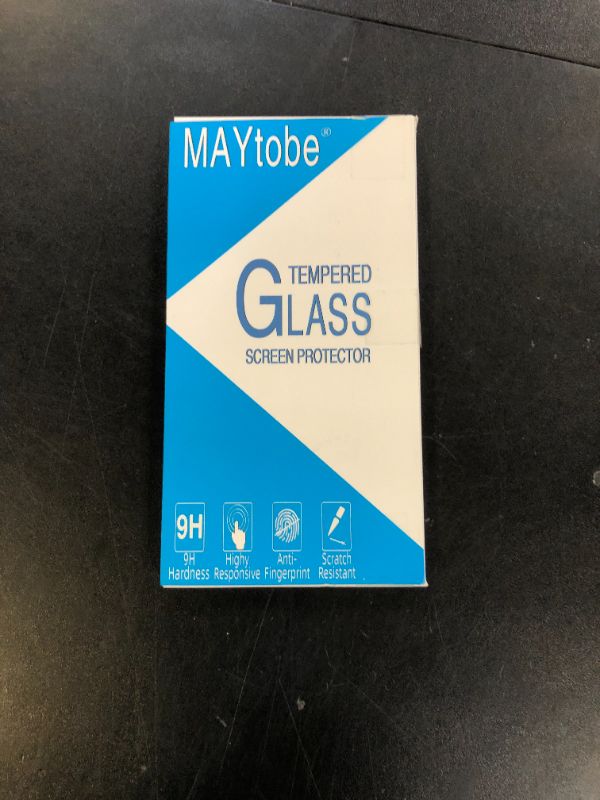 MAYtobe®
TEMPERED
GLASS
SCREEN PROTECTOR
9H
9H Hardness
Highy Responsive
Anti-Fingerprint
Scratch Resistant